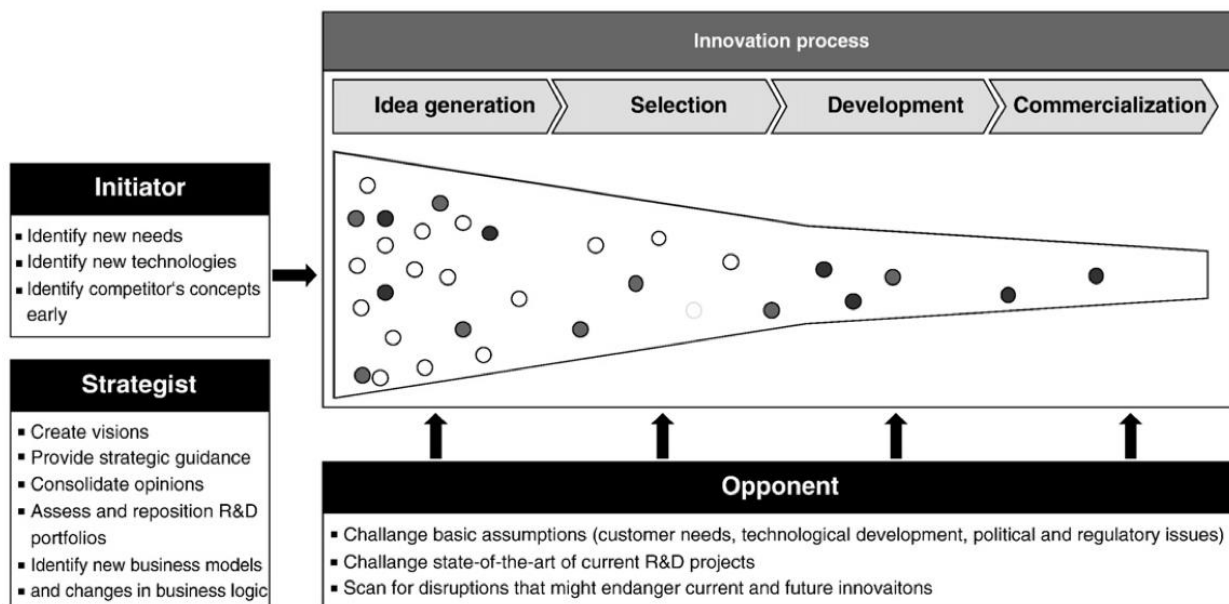 Innovation process
Idea generation
Selection
Development
Commercialization
Initiator
▪ Identify new needs
▪ Identify new technologies
▪ Identify competitor's concepts
early
Strategist
▪ Create visions
▪ Provide strategic guidance
▪ Consolidate opinions
▪ Assess and reposition R&D
portfolios
▪ Identify new business models
▪ and changes in business logic
Opponent
▪ Challange basic assumptions (customer needs, technological development, political and regulatory issues)
▪ Challange state-of-the-art of current R&D projects
▪ Scan for disruptions that might endanger current and future innovaitons